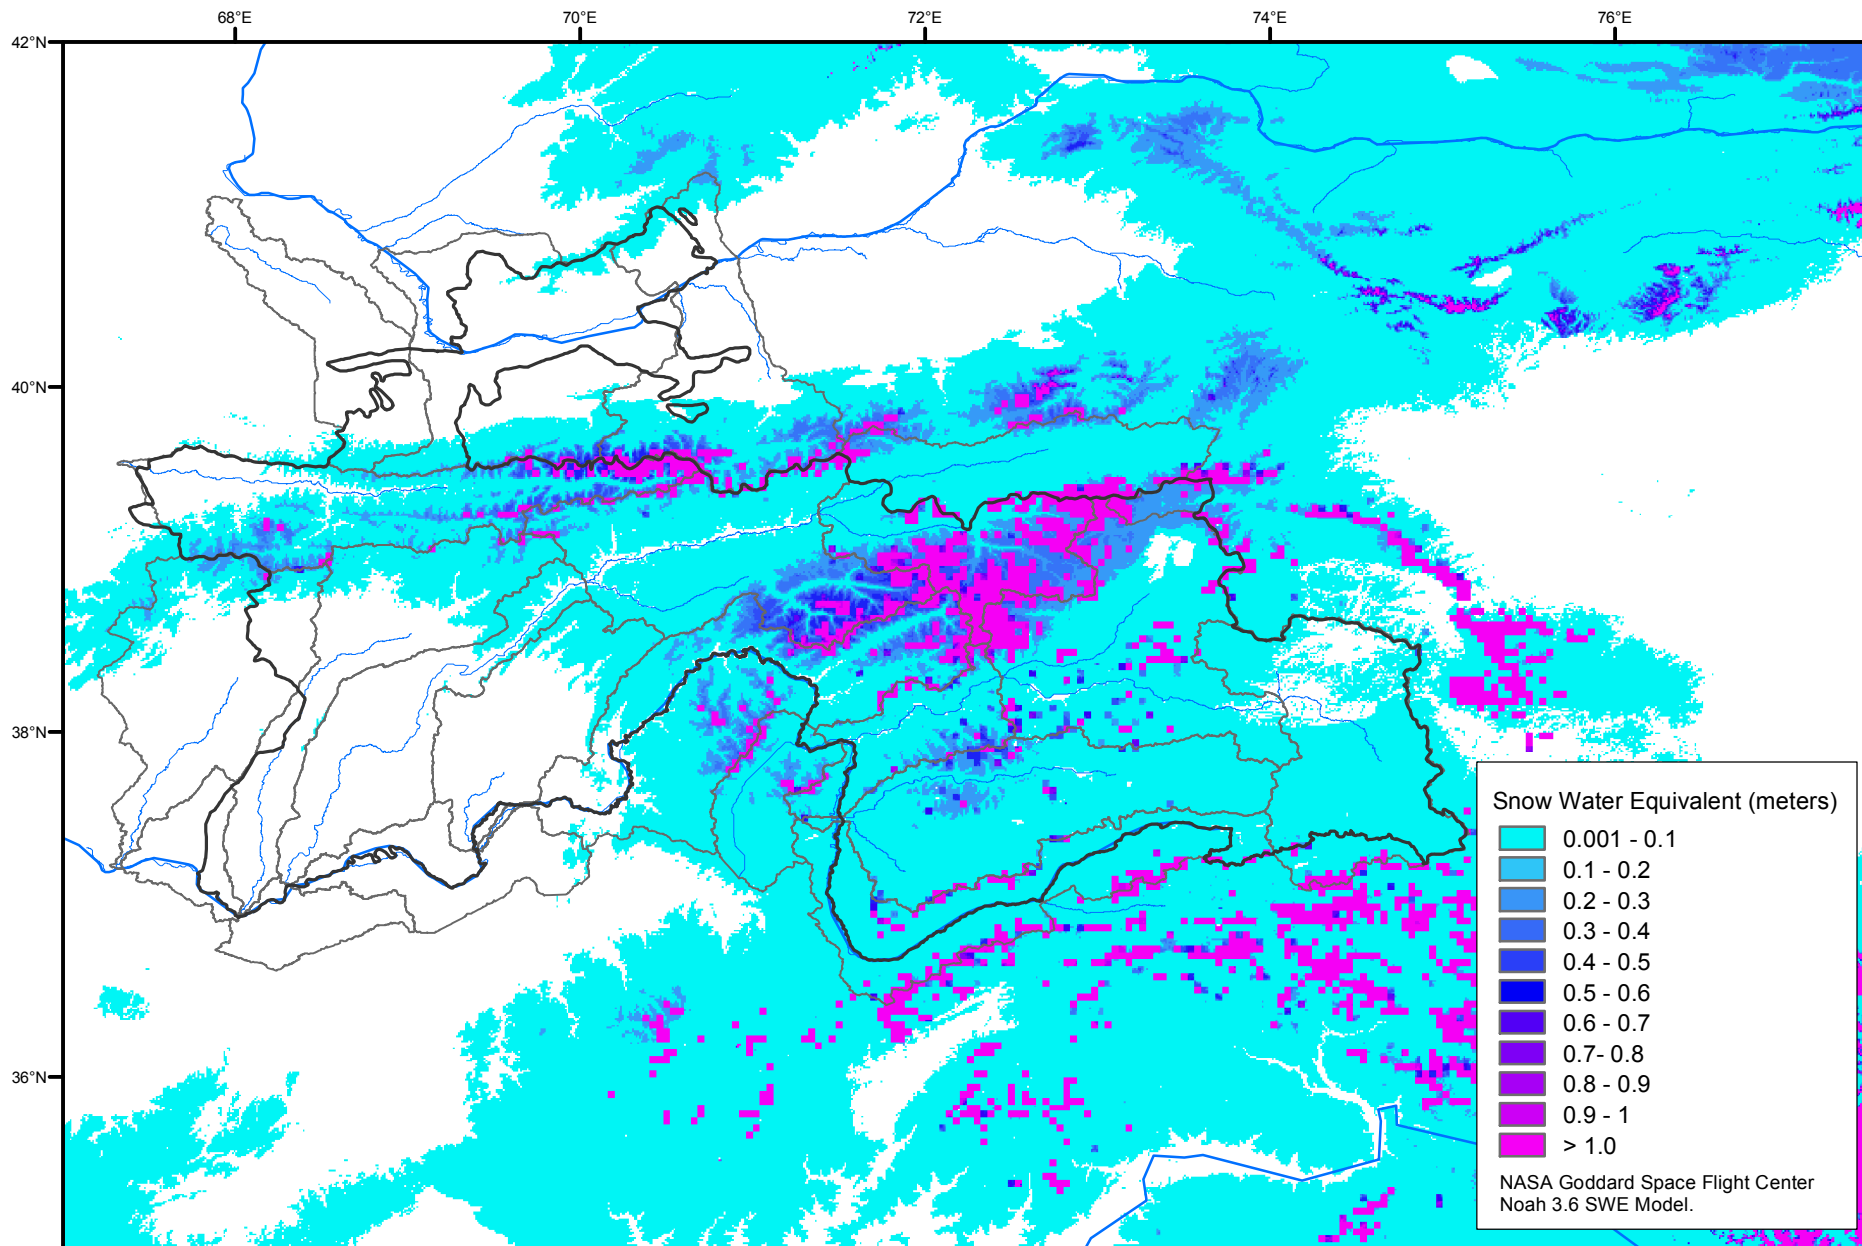 68°E
70°E
72°E
74°E
76°E
42°N
40°N
38°N
36°N
Snow Water Equivalent (meters)
0.001 - 0.1
0.1 - 0.2
0.2 - 0.3
0.3 - 0.4
0.4 - 0.5
0.5 - 0.6
0.6 - 0.7
0.7- 0.8
0.8 - 0.9
0.9 - 1
> 1.0
NASA Goddard Space Flight Center
Noah 3.6 SWE Model.